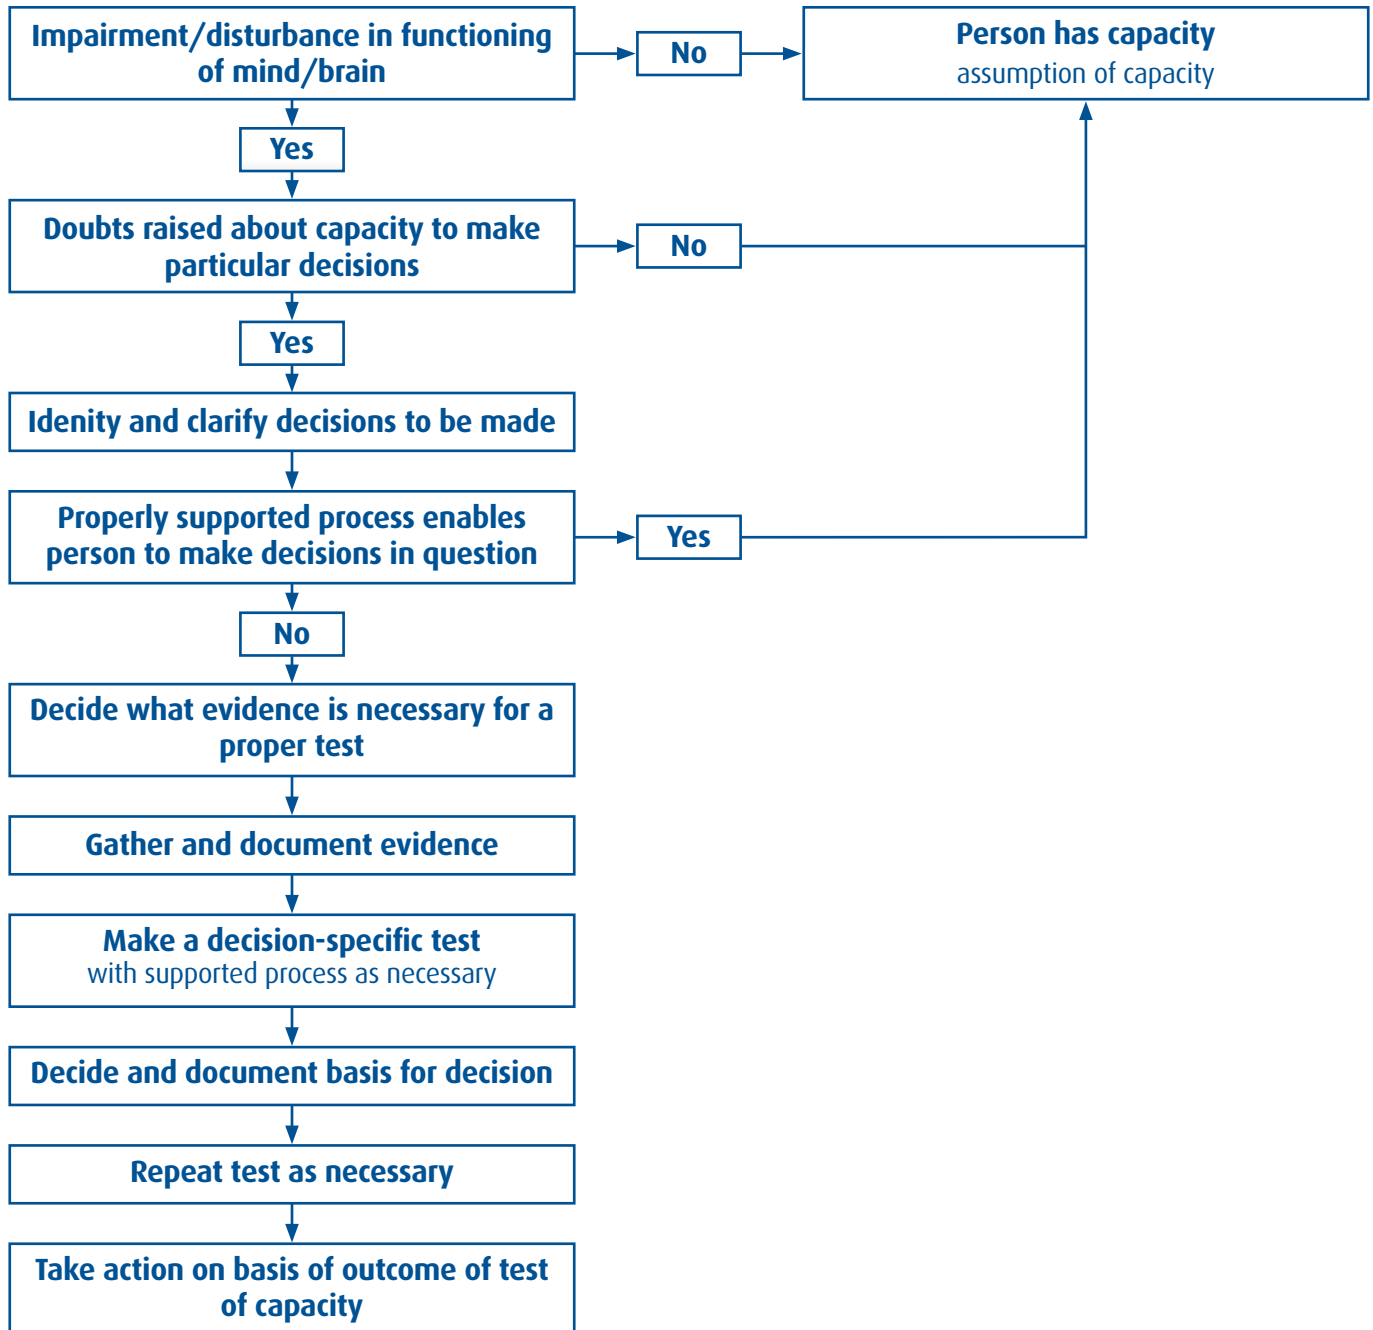 Impairment/disturbance in functioning
of mind/brain
No
Person has capacity
assumption of capacity
Yes
Doubts raised about capacity to make
particular decisions
No
Yes
Idenity and clarify decisions to be made
Properly supported process enables
person to make decisions in question
Yes
No
Decide what evidence is necessary for a
proper test
Gather and document evidence
Make a decision-specific test
with supported process as necessary
Decide and document basis for decision
Repeat test as necessary
Take action on basis of outcome of test
of capacity